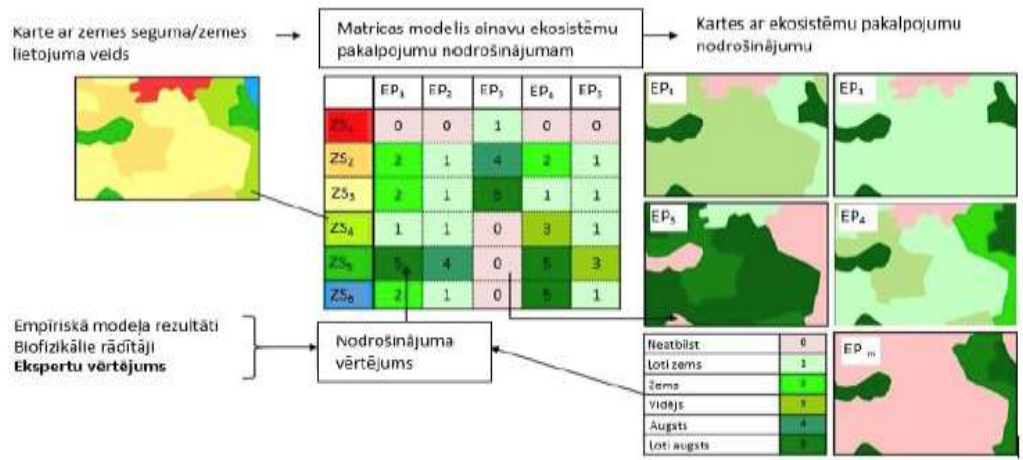 Karte ar zemes seguma/zemes
lietojuma veids
Matricas modelis ainavu ekosistēmu
pakalpojumu nodrošinājumam
Kartes ar ekosistēmu pakalpojumu
nodrošinājumu
EP₁ EP₂ EP₃ EP₄ EP₅
ZS₁ 0 0 1 0 0
ZS₂ 2 1 4 2 1
ZS₃ 2 1 5 1 1
ZS₄ 1 1 0 3 1
ZS₅ 5 4 0 5 3
ZS₆ 2 1 0 5 1
EP₁
EP₃
EP₅
EP₄
EP m
Empīriskā modeļa rezultāti
Biofizikālie rādītāji
Ekspertu vērtējums
Nodrošinājuma
vērtējums
Neatbilst 0
Loti zems 1
Zems 2
Vidējs 3
Augsts 4
Loti augsts 5